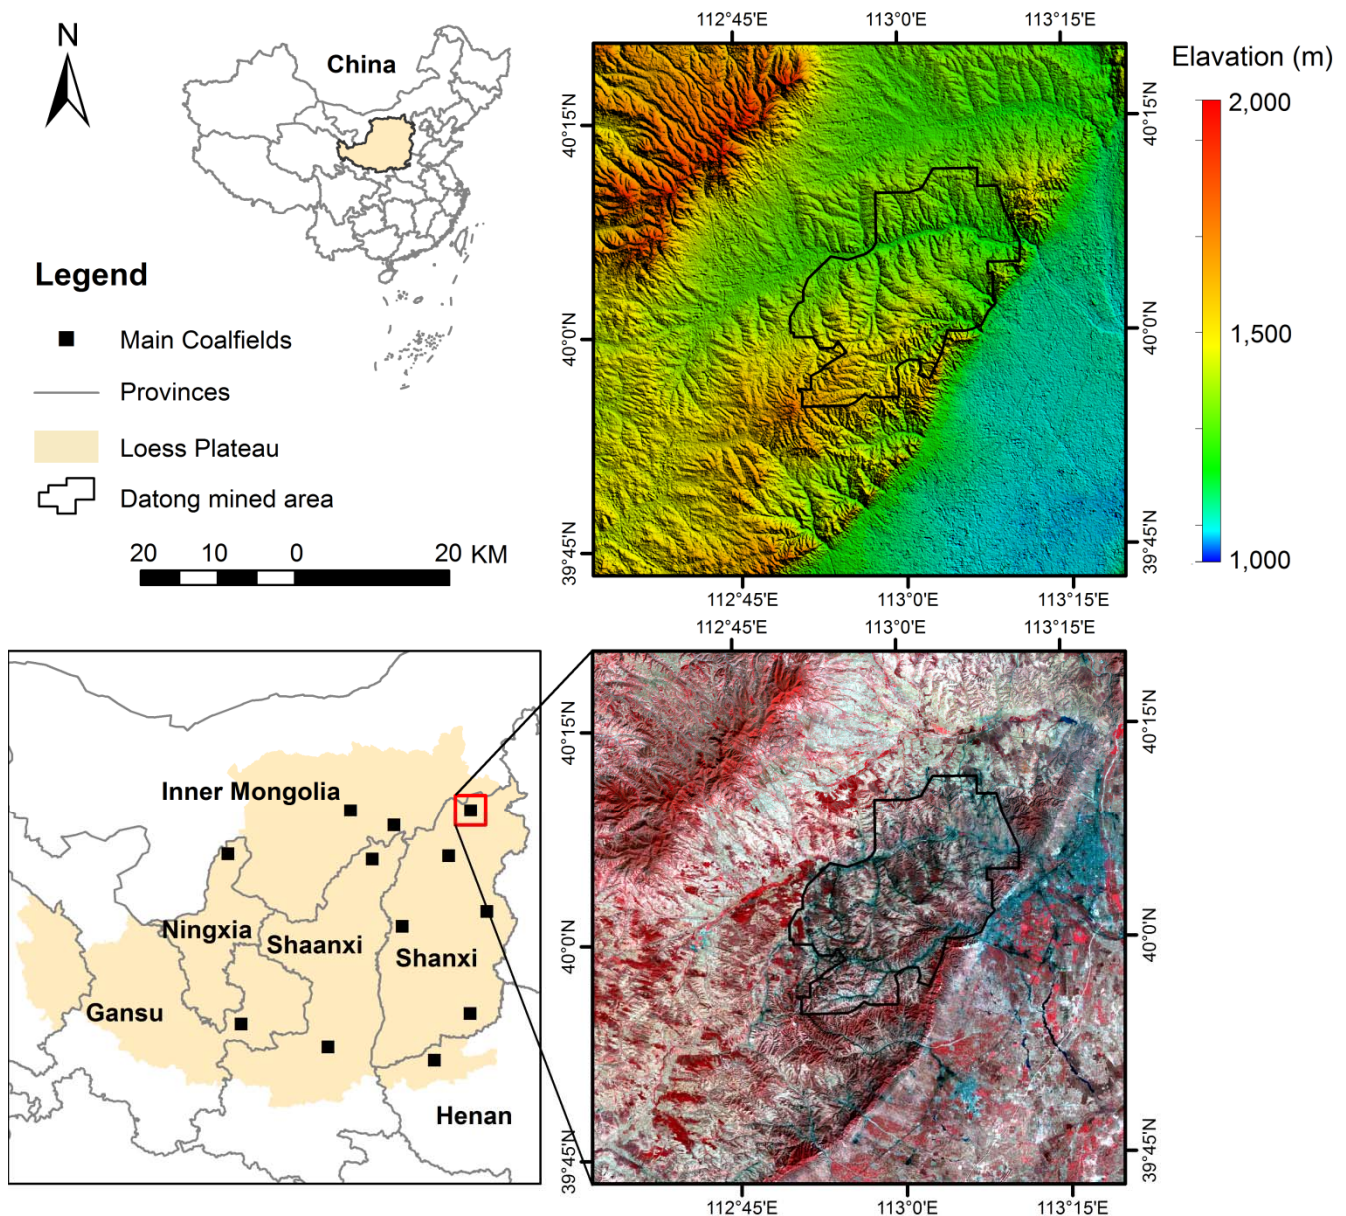 N
China
Legend
Main Coalfields
Provinces
Loess Plateau
Datong mined area
20 10 0 20 KM
112°45'E 113°0'E 113°15'E
40°15'N
40°0'N
39°45'N
40°15'N
40°0'N
39°45'N
112°45'E 113°0'E 113°15'E
Elavation (m)
2,000
1,500
1,000
Inner Mongolia
Ningxia
Shaanxi
Shanxi
Gansu
Henan
112°45'E 113°0'E 113°15'E
40°15'N
40°0'N
39°45'N
40°15'N
40°0'N
39°45'N
112°45'E 113°0'E 113°15'E